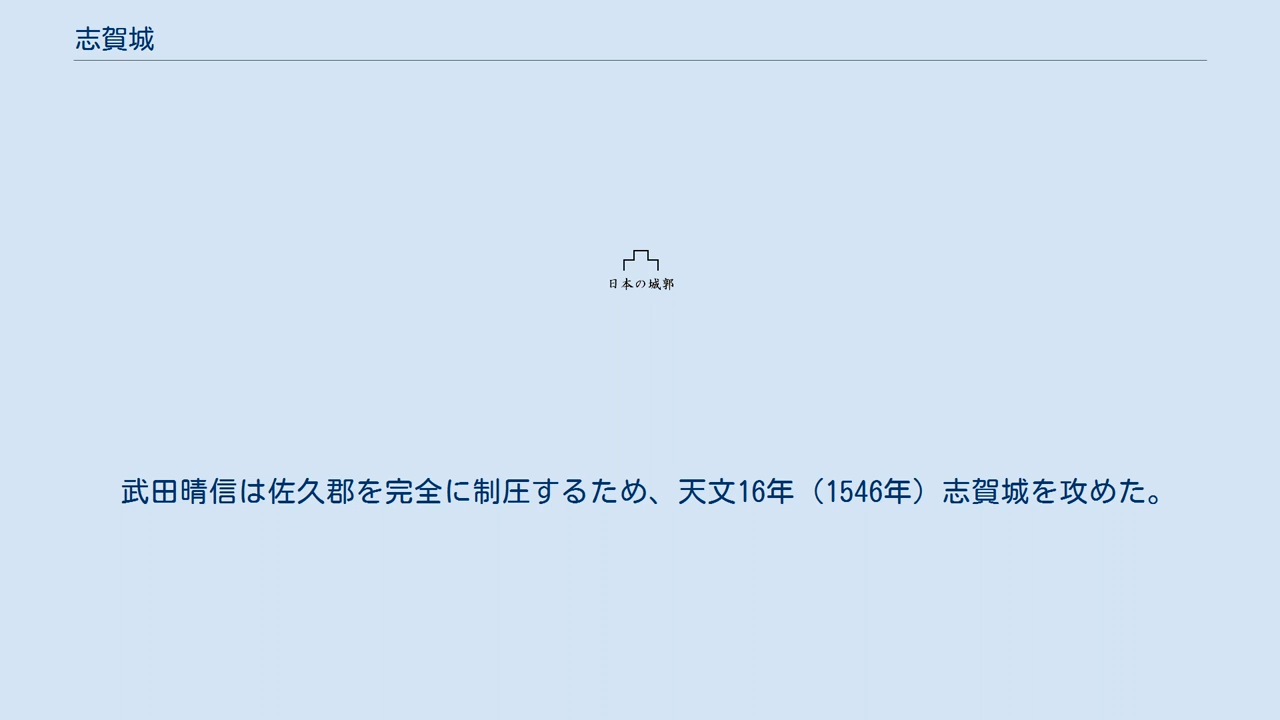 志賀城
日本の城郭
武田晴信は佐久郡を完全に制圧するため、天文16年（1546年）志賀城を攻めた。